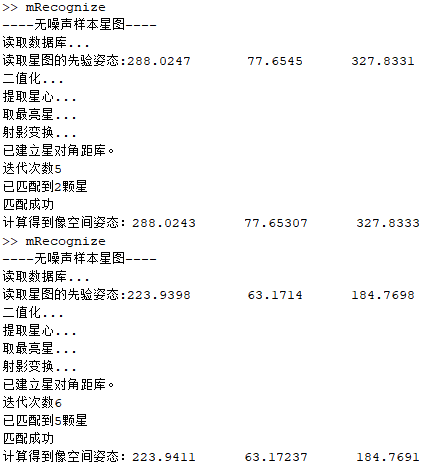 >> mRecognize
----无噪声样本星图----
读取数据库...
读取星图的先验姿态:288.0247 77.6545 327.8331
二值化...
提取星心...
取最亮星...
射影变换...
已建立星对角距库。
迭代次数5
已匹配到2颗星
匹配成功
计算得到像空间姿态: 288.0243 77.65307 327.8333
>> mRecognize
----无噪声样本星图----
读取数据库...
读取星图的先验姿态:223.9398 63.1714 184.7698
二值化...
提取星心...
取最亮星...
射影变换...
已建立星对角距库。
迭代次数6
已匹配到5颗星
匹配成功
计算得到像空间姿态: 223.9411 63.17237 184.7691